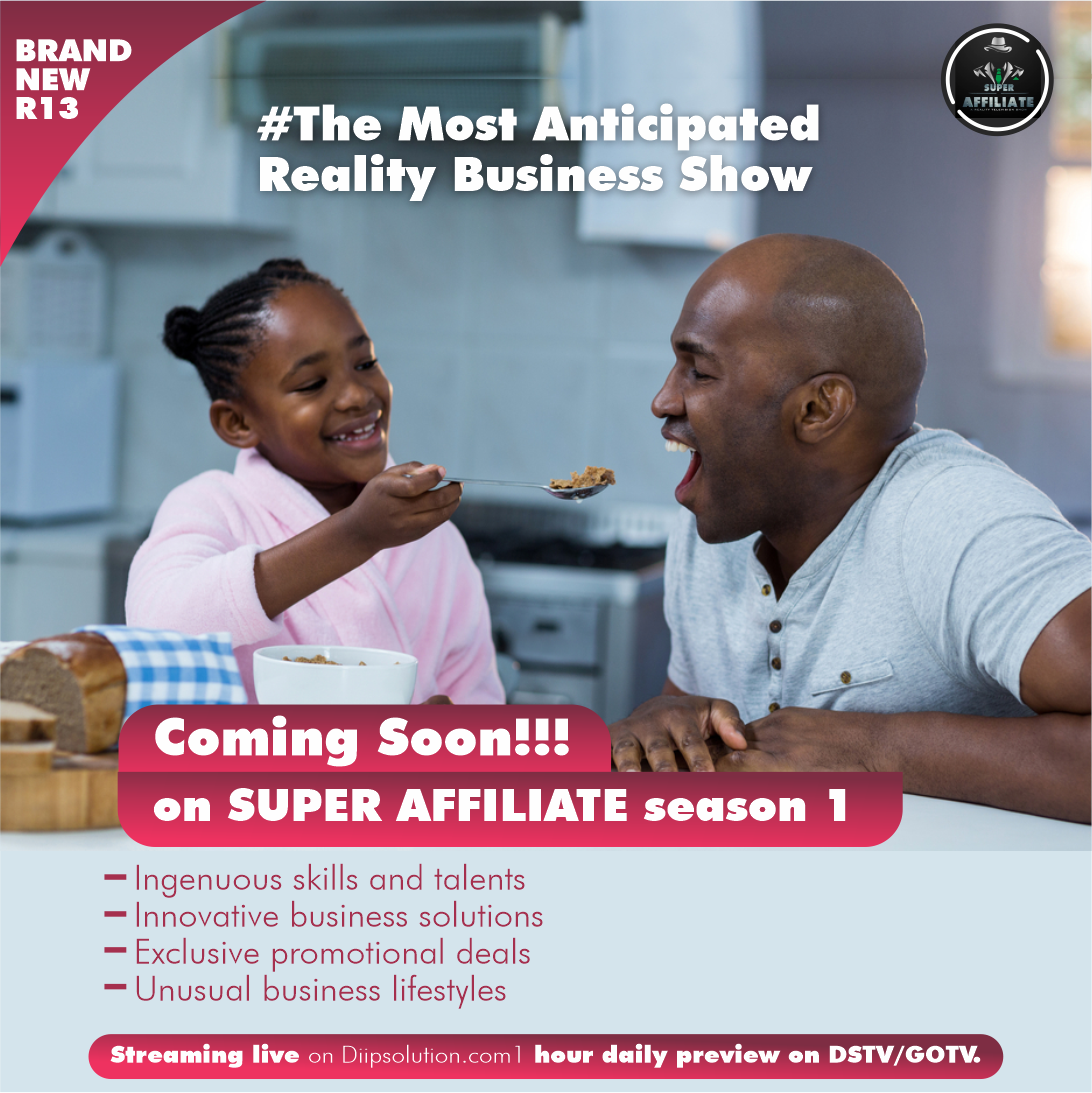 BRAND
NEW
R13
SUPER
AFFILIATE
#The Most Anticipated
Reality Business Show
Coming Soon!!!
on SUPER AFFILIATE season 1
Ingenuous skills and talents
Innovative business solutions
Exclusive promotional deals
Unusual business lifestyles
Streaming live on Diipsolution.com1 hour daily preview on DSTV/GOTV.